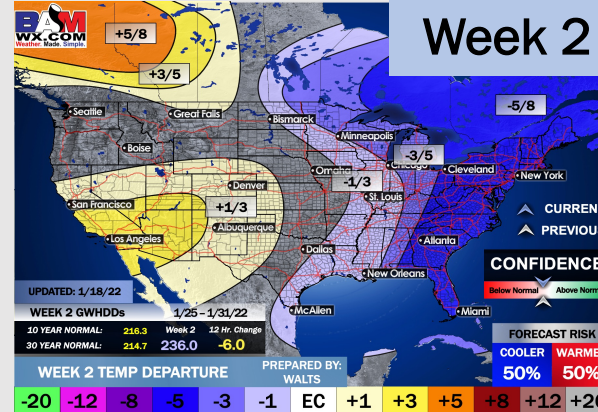 Week 2
BAM
WX.COM
Weather. Made. Simple.
+5/8
+3/5
-5/8
Seattle
Great Falls
Bismarck
Minneapolis
Boise
-3/5
Chicago
Cleveland
New York
Omaha
-1/3
Denver
St. Louis
San Francisco
+1/3
Los Angeles
Albuquerque
Atlanta
Dallas
New Orleans
McAllen
Miami
CURREN
PREVIOU
CONFIDENCE
Below Normal
Above Norm
UPDATED: 1/18/22
WEEK 2 GWHDDs 1/25 – 1/31/22
10 YEAR NORMAL: 216.3 Week 2 12 Hr. Change
30 YEAR NORMAL: 214.7 236.0 -6.0
FORECAST RISK
COOLER WARME
50% 50%
WEEK 2 TEMP DEPARTURE
PREPARED BY:
WALTS
-20 -12 -8 -5 -3 -1 EC +1 +3 +5 +8 +12 +20